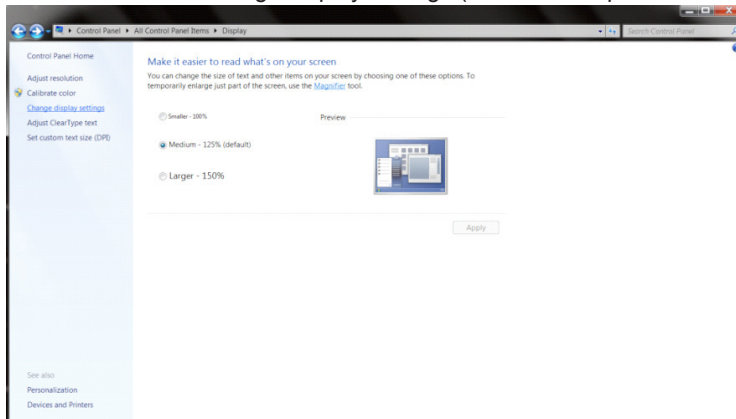 Control Panel ▸ All Control Panel Items ▸ Display
Search Control Panel
Control Panel Home
Adjust resolution
Calibrate color
Change display settings
Adjust ClearType text
Set custom text size (DPI)
Make it easier to read what's on your screen
You can change the size of text and other items on your screen by choosing one of these options. To
temporarily enlarge just part of the screen, use the Magnifier tool.
Smaller - 100%
Preview
Medium - 125% (default)
Larger - 150%
Apply
See also
Personalization
Devices and Printers